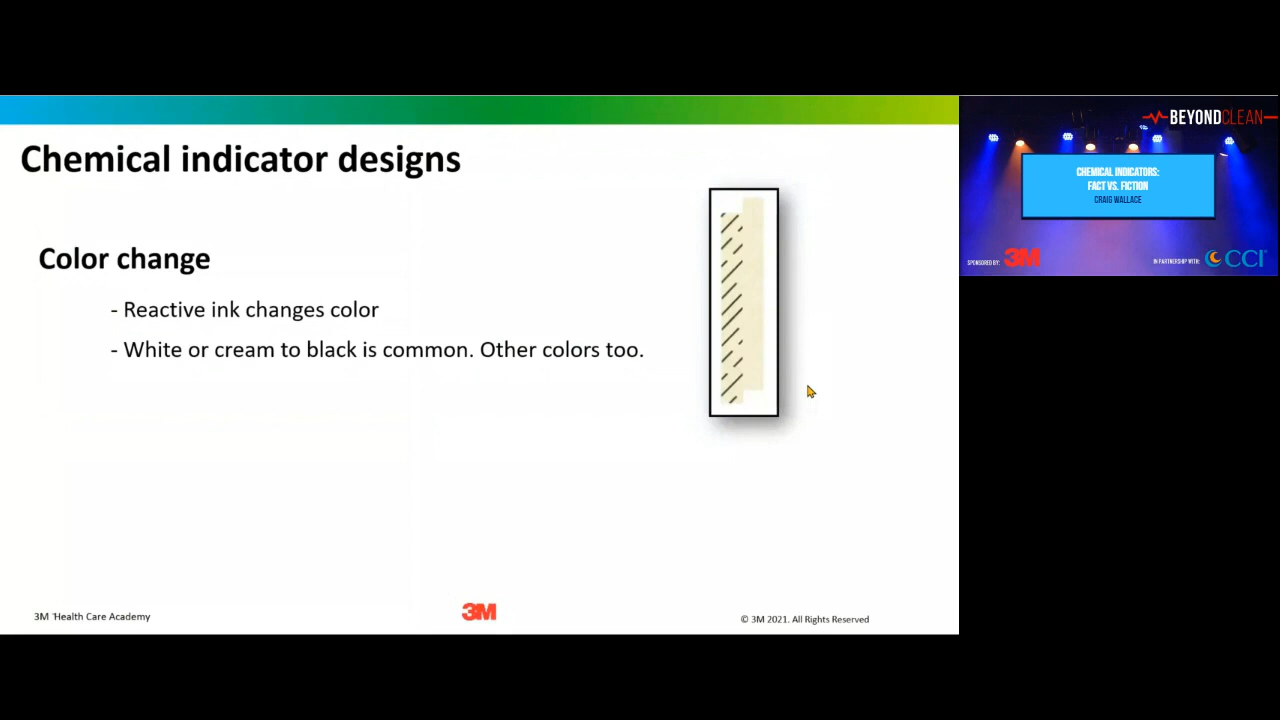 Chemical indicator designs
Color change
- Reactive ink changes color
- White or cream to black is common. Other colors too.
3M Health Care Academy
3M
© 3M 2021. All Rights Reserved
BEYONDCLEAN
CHEMICAL INDICATORS:
FACT VS. FICTION
CRAIG WALLACE
SPONSORED BY: 3M
IN PARTNERSHIP WITH: CCI